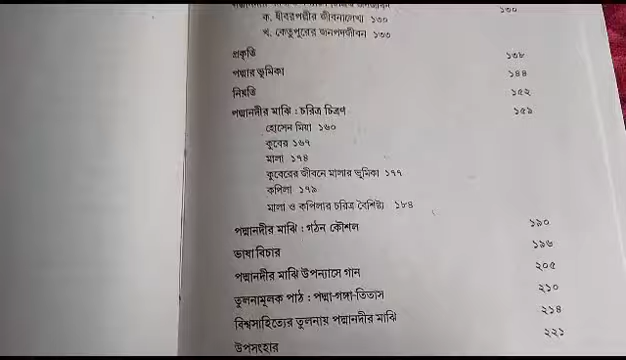 ১৩০
ক. ধীবরপল্লীর জীবনালেখ্য ১৩০
খ. কেতুপুরের জনপদজীবন ১৩৩
প্রকৃতি ১৩৮
পদ্মার ভূমিকা ১৪৪
নিয়তি ১৫২
পদ্মানদীর মাঝি : চরিত্র চিত্রণ ১৫৯
হোসেন মিয়া ১৬০
কুবের ১৬৭
মালা ১৭৪
কুবেরের জীবনে মালার ভূমিকা ১৭৭
কপিলা ১৭৯
মালা ও কপিলার চরিত্র বৈশিষ্ট্য ১৮৪
পদ্মানদীর মাঝি : গঠন কৌশল ১৯০
ভাষা বিচার ১৯৬
পদ্মানদীর মাঝি উপন্যাসে গান ২০৫
তুলনামূলক পাঠ : পদ্মা-গঙ্গা-তিতাস ২১০
বিশ্বসাহিত্যের তুলনায় পদ্মানদীর মাঝি ২১৪
উপসংহার ২২১